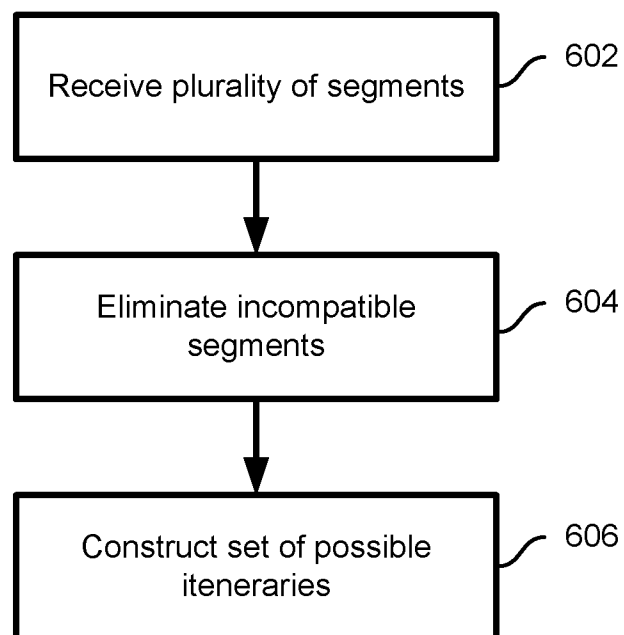 Receive plurality of segments
602
Eliminate incompatible
segments
604
Construct set of possible
iteneraries
606